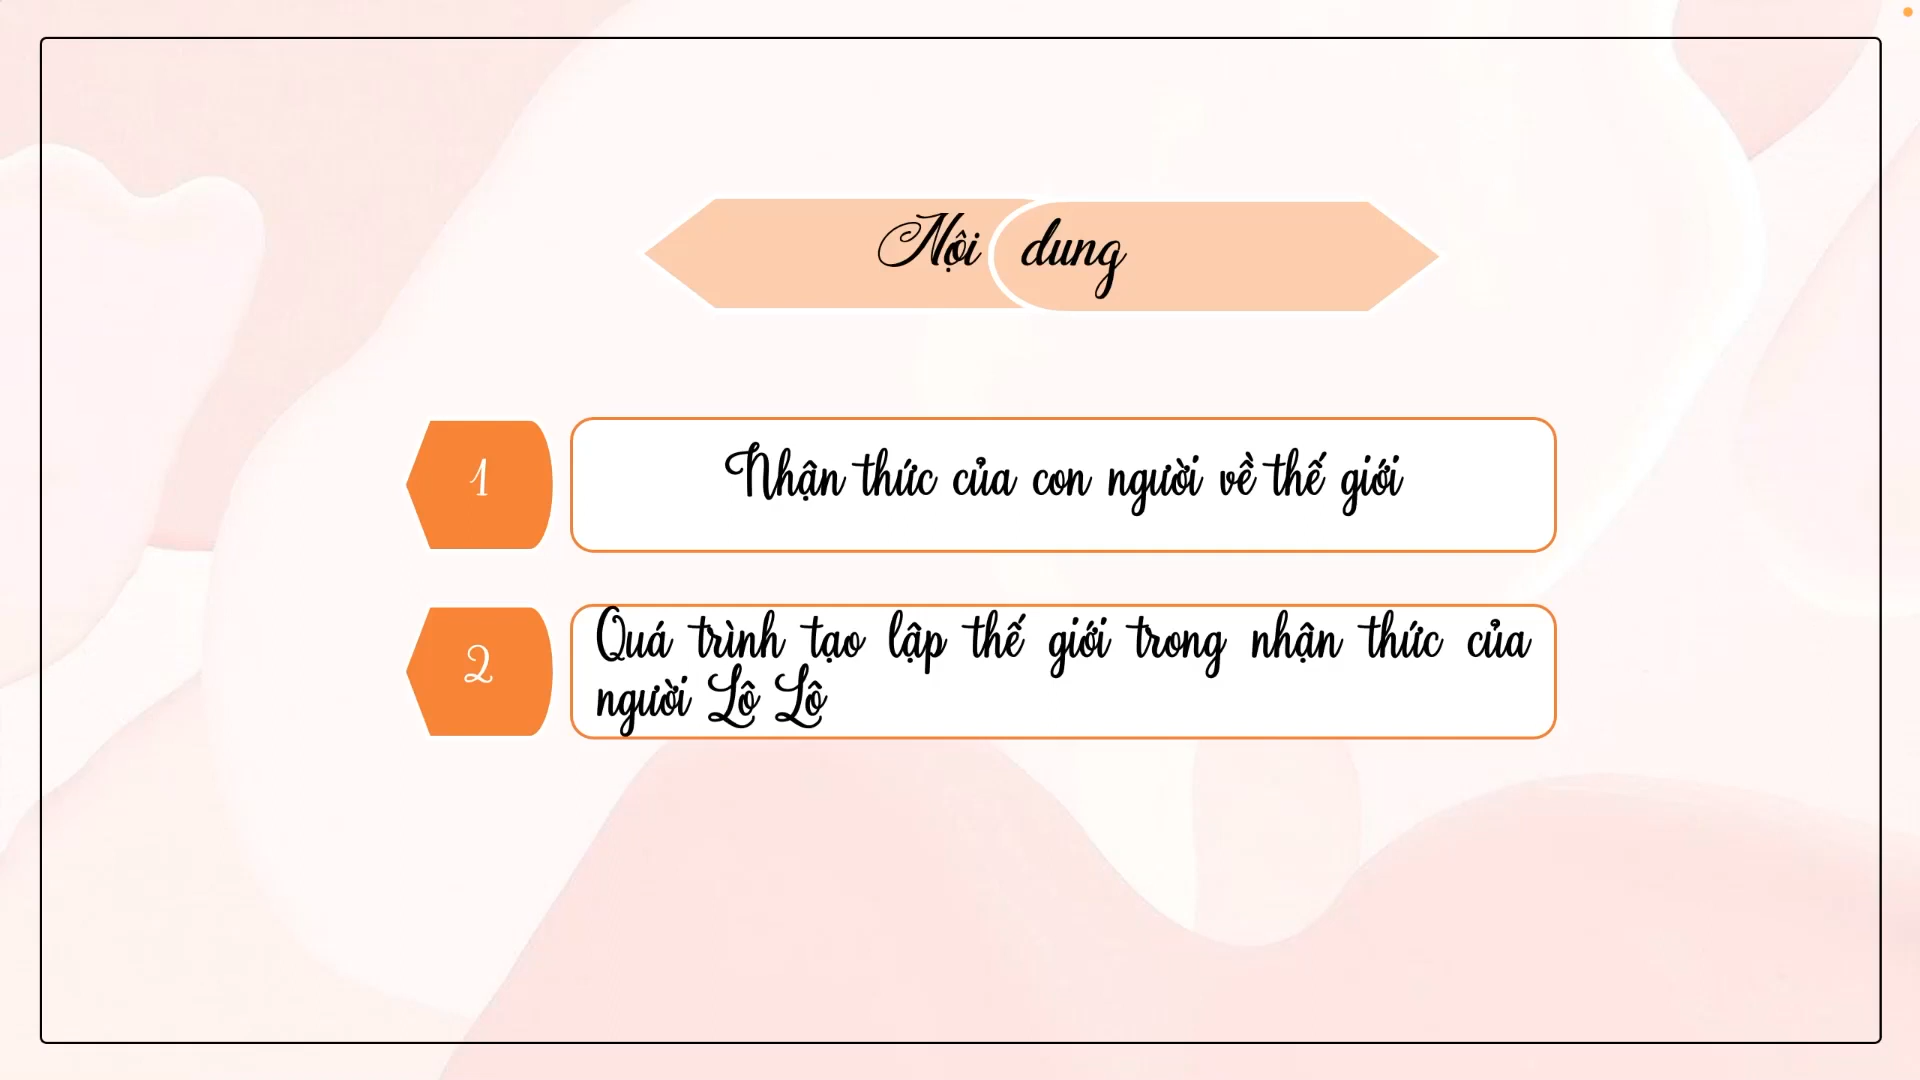 Nội dung
1
Nhận thức của con người về thế giới
2
Quá trình tạo lập thế giới trong nhận thức của
người Lô Lô